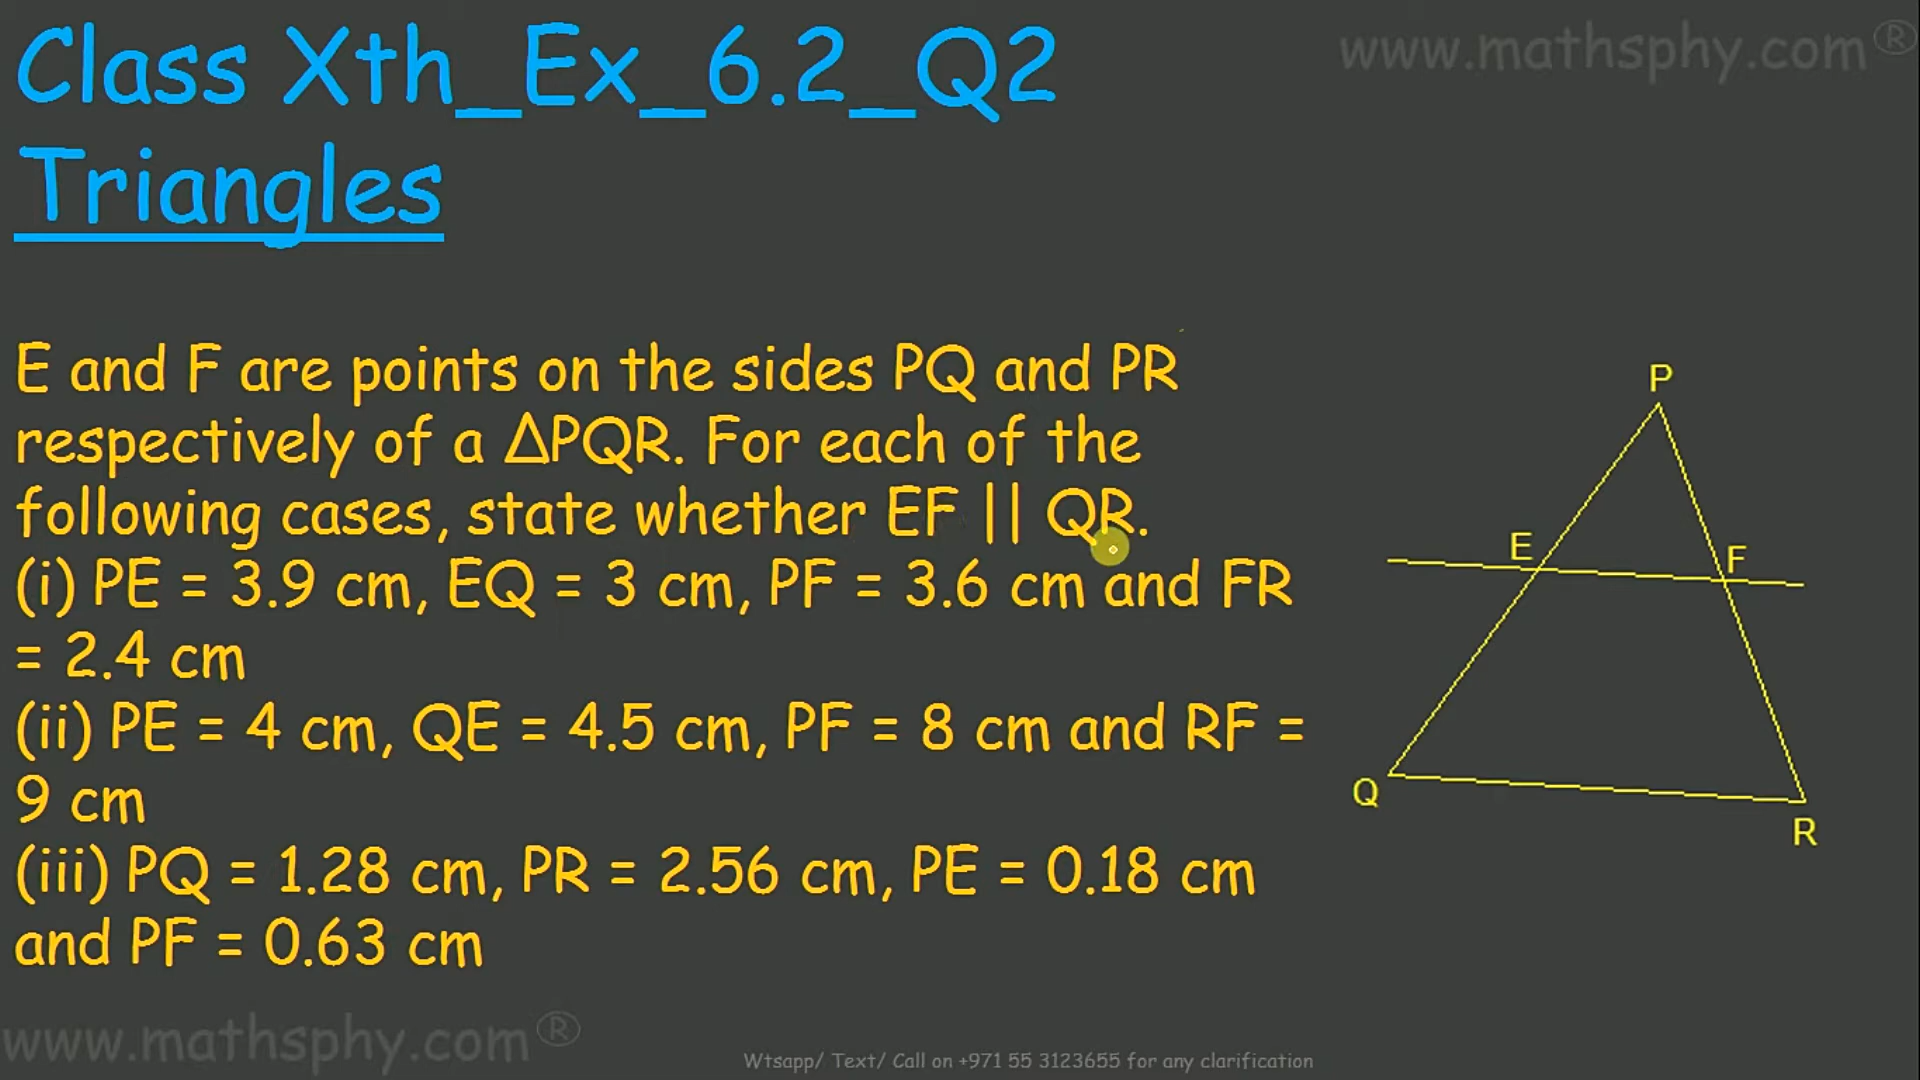 Class Xth_Ex_6.2_Q2
www.mathsphy.com®
Triangles
E and F are points on the sides PQ and PR
respectively of a ΔPQR. For each of the
following cases, state whether EF || QR.
(i) PE = 3.9 cm, EQ = 3 cm, PF = 3.6 cm and FR
= 2.4 cm
(ii) PE = 4 cm, QE = 4.5 cm, PF = 8 cm and RF =
9 cm
(iii) PQ = 1.28 cm, PR = 2.56 cm, PE = 0.18 cm
and PF = 0.63 cm
P
E
F
Q
R
www.mathsphy.com®
Wtsapp/ Text/ Call on +971 55 3123655 for any clarification